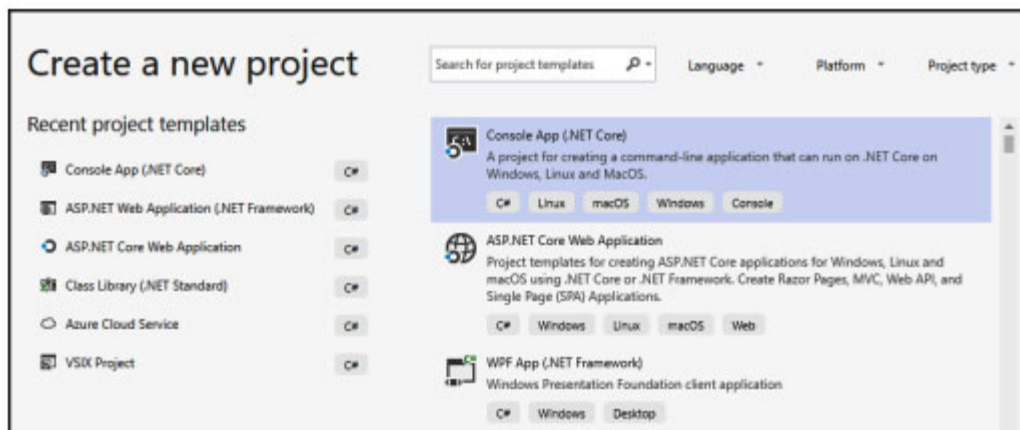 Create a new project
Search for project templates
Language
Platform
Project type
Recent project templates
Console App (.NET Core) C#
ASP.NET Web Application (.NET Framework) C#
ASP.NET Core Web Application C#
Class Library (.NET Standard) C#
Azure Cloud Service C#
VSIX Project C#
Console App (.NET Core)
A project for creating a command-line application that can run on .NET Core on
Windows, Linux and MacOS.
C# Linux macOS Windows Console
ASP.NET Core Web Application
Project templates for creating ASP.NET Core applications for Windows, Linux and
macOS using .NET Core or .NET Framework. Create Razor Pages, MVC, Web API, and
Single Page (SPA) Applications.
C# Windows Linux macOS Web
WPF App (.NET Framework)
Windows Presentation Foundation client application
C# Windows Desktop